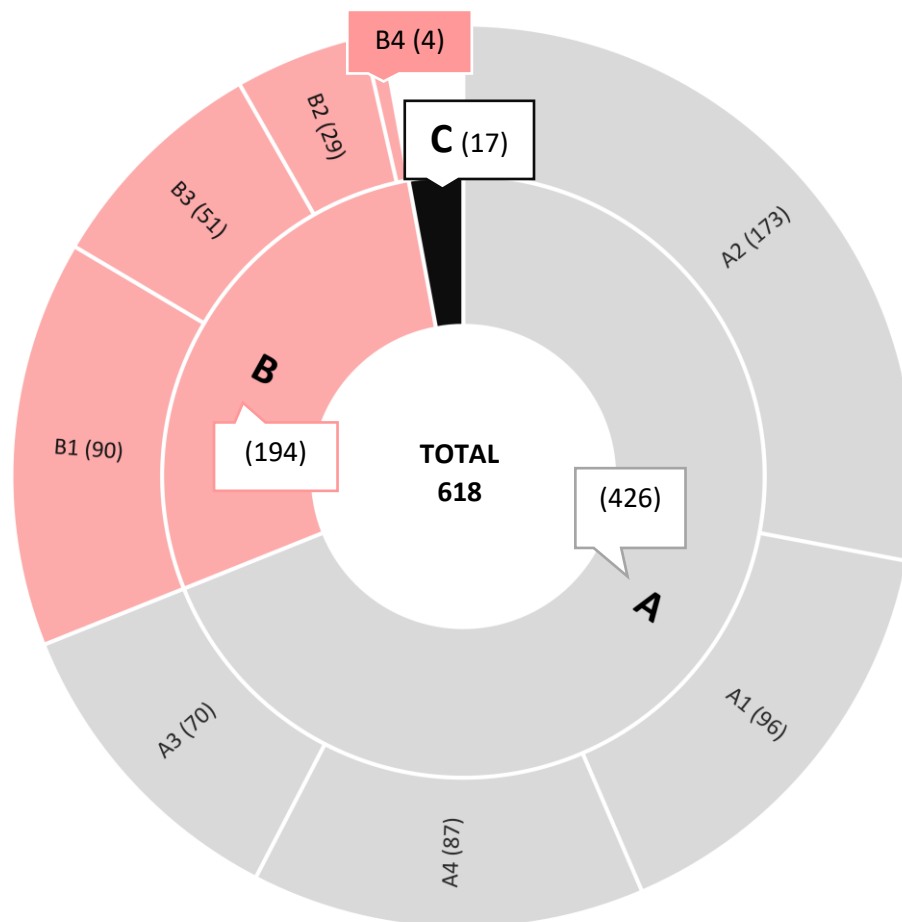 B4 (4)
C (17)
B2 (29)
B3 (51)
A2 (173)
B
B1 (90)
(194)
TOTAL
618
(426)
A
A1 (96)
A3 (70)
A4 (87)